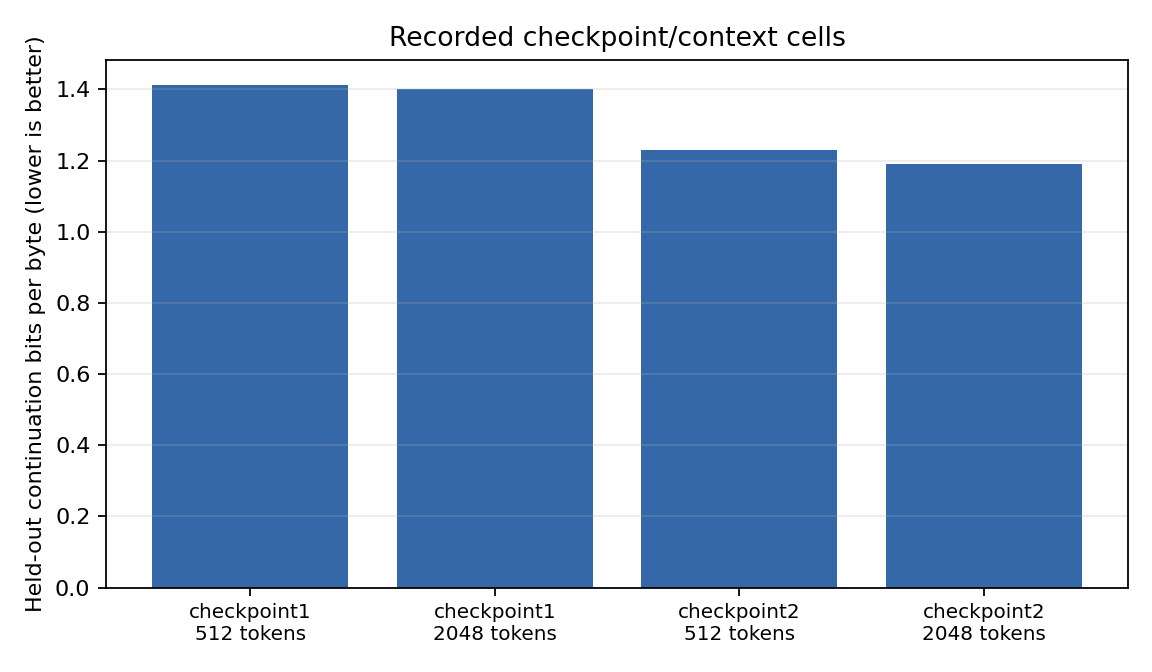 Recorded checkpoint/context cells
Held-out continuation bits per byte (lower is better)
1.4
1.2
1.0
0.8
0.6
0.4
0.2
0.0
checkpoint1
512 tokens
checkpoint1
2048 tokens
checkpoint2
512 tokens
checkpoint2
2048 tokens